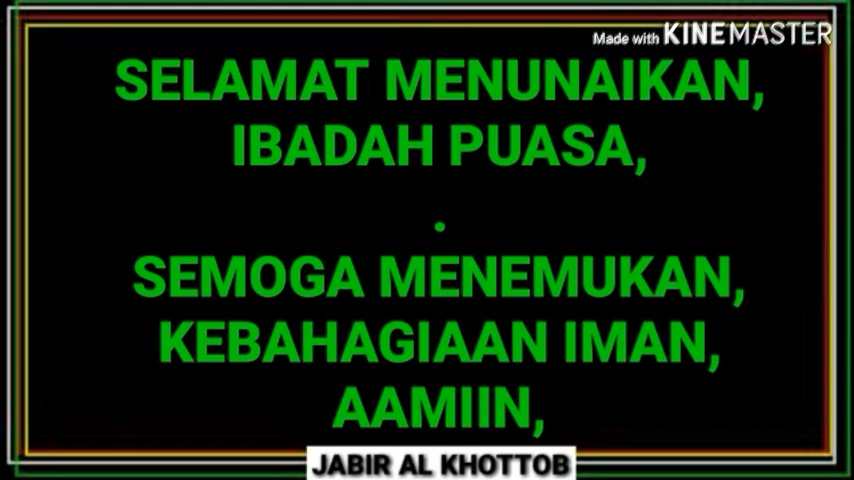 Made with KINEMASTER
SELAMAT MENUNAIKAN,
IBADAH PUASA,
.
SEMOGA MENEMUKAN,
KEBAHAGIAAN IMAN,
AAMIIN,
JABIR AL KHOTTOB